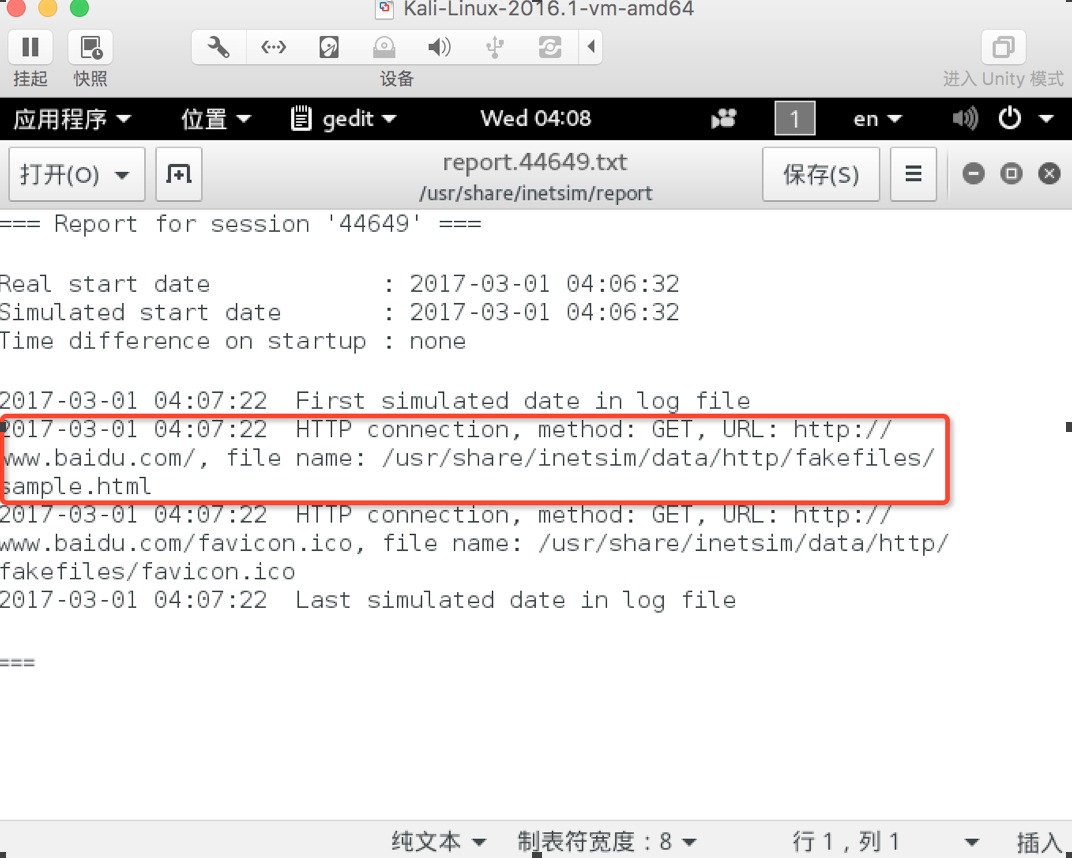 Kali-Linux-2016.1-vm-amd64
挂起 快照 设备 进入 Unity 模式
应用程序 位置 gedit Wed 04:08 1 en
打开(O) report.44649.txt 保存(S)
/usr/share/inetsim/report
=== Report for session '44649' ===
Real start date : 2017-03-01 04:06:32
Simulated start date : 2017-03-01 04:06:32
Time difference on startup : none
2017-03-01 04:07:22 First simulated date in log file
2017-03-01 04:07:22 HTTP connection, method: GET, URL: http://
www.baidu.com/, file name: /usr/share/inetsim/data/http/fakefiles/
sample.html
2017-03-01 04:07:22 HTTP connection, method: GET, URL: http://
www.baidu.com/favicon.ico, file name: /usr/share/inetsim/data/http/
fakefiles/favicon.ico
2017-03-01 04:07:22 Last simulated date in log file
===
纯文本 制表符宽度：8 行 1，列 1 插入